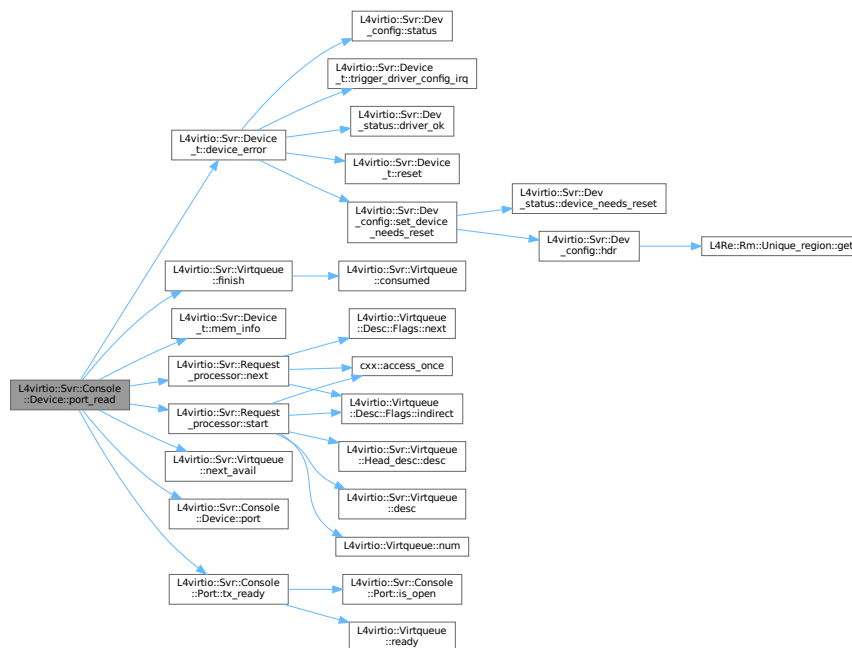 L4virtio::Svr::Dev
_config::status
L4virtio::Svr::Device
_t::trigger_driver_config_irq
L4virtio::Svr::Dev
_status::driver_ok
L4virtio::Svr::Device
_t::device_error
L4virtio::Svr::Device
_t::reset
L4virtio::Svr::Dev
_config::set_device
_needs_reset
L4virtio::Svr::Dev
_status::device_needs_reset
L4virtio::Svr::Dev
_config::hdr
L4Re::Rm::Unique_region::get
L4virtio::Svr::Virtqueue
::finish
L4virtio::Svr::Virtqueue
::consumed
L4virtio::Svr::Device
_t::mem_info
L4virtio::Virtqueue
::Desc::Flags::next
L4virtio::Svr::Request
_processor::next
cxx::access_once
L4virtio::Svr::Console
::Device::port_read
L4virtio::Svr::Request
_processor::start
L4virtio::Virtqueue
::Desc::Flags::indirect
L4virtio::Svr::Virtqueue
::Head_desc::desc
L4virtio::Svr::Virtqueue
::next_avail
L4virtio::Svr::Virtqueue
::desc
L4virtio::Svr::Console
::Device::port
L4virtio::Virtqueue::num
L4virtio::Svr::Console
::Port::tx_ready
L4virtio::Svr::Console
::Port::is_open
L4virtio::Virtqueue
::ready